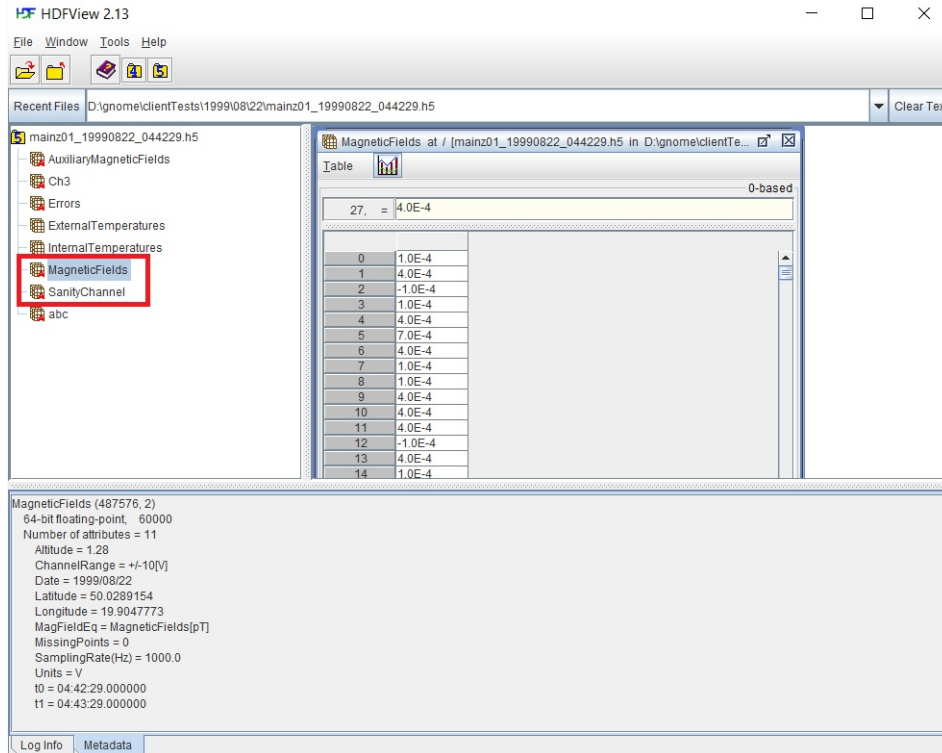 HDF HDFView 2.13
File Window Tools Help
4 5
Recent Files D:\gnome\clientTests\1999\08\22\mainz01_19990822_044229.h5 Clear Tex
5 mainz01_19990822_044229.h5
AuxiliaryMagneticFields
Ch3
Errors
ExternalTemperatures
InternalTemperatures
MagneticFields
SanityChannel
abc
MagneticFields at / [mainz01_19990822_044229.h5 in D:\gnome\clientTe...
Table
0-based
27, = 4.0E-4
0 1.0E-4
1 4.0E-4
2 -1.0E-4
3 1.0E-4
4 4.0E-4
5 7.0E-4
6 4.0E-4
7 1.0E-4
8 1.0E-4
9 4.0E-4
10 4.0E-4
11 4.0E-4
12 -1.0E-4
13 4.0E-4
14 1.0E-4
MagneticFields (487576, 2)
64-bit floating-point, 60000
Number of attributes = 11
Altitude = 1.28
ChannelRange = +/-10[V]
Date = 1999/08/22
Latitude = 50.0289154
Longitude = 19.9047773
MagFieldEq = MagneticFields[pT]
MissingPoints = 0
SamplingRate(Hz) = 1000.0
Units = V
t0 = 04:42:29.000000
t1 = 04:43:29.000000
Log Info Metadata